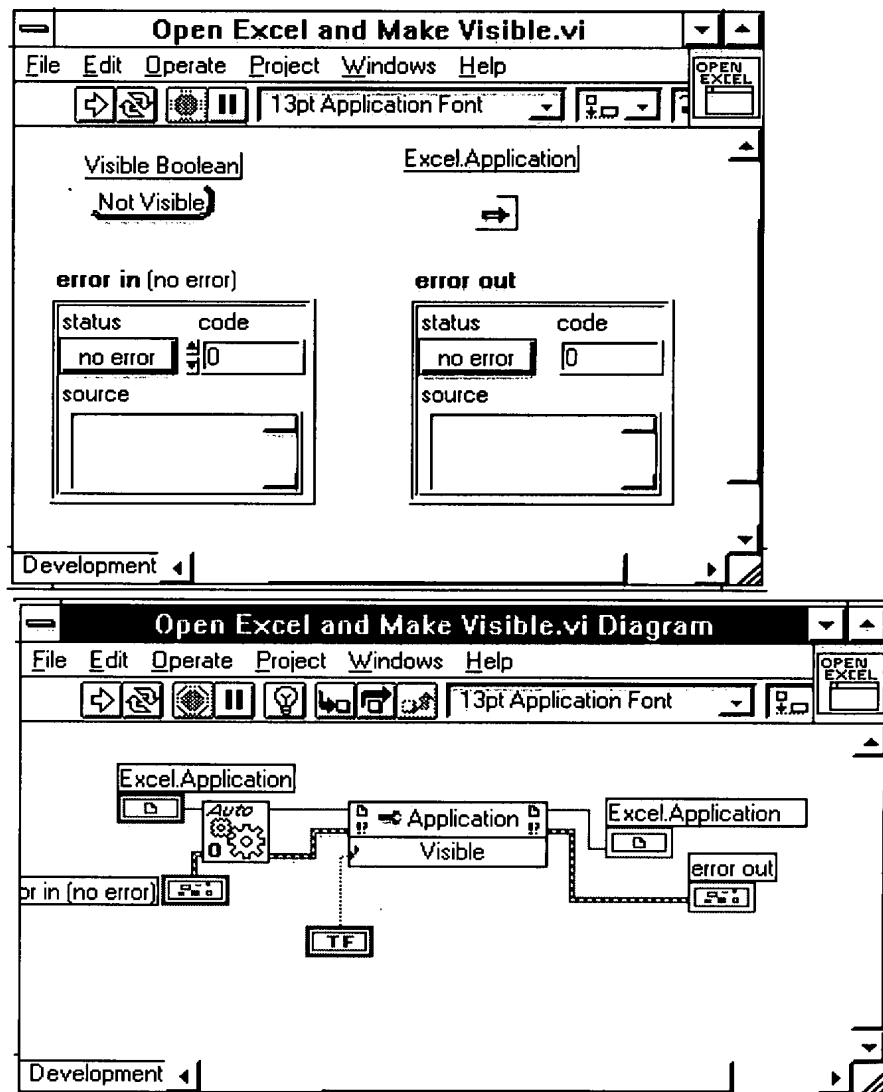 Open Excel and Make Visible.vi
File Edit Operate Project Windows Help
OPEN
EXCEL
13pt Application Font
Visible Boolean
Excel.Application
Not Visible
error in (no error)
error out
status code
status code
no error 0
no error 0
source
source
Development
Open Excel and Make Visible.vi Diagram
File Edit Operate Project Windows Help
OPEN
EXCEL
13pt Application Font
Excel.Application
Auto
0
Application
Visible
Excel.Application
or in (no error)
error out
TF
Development